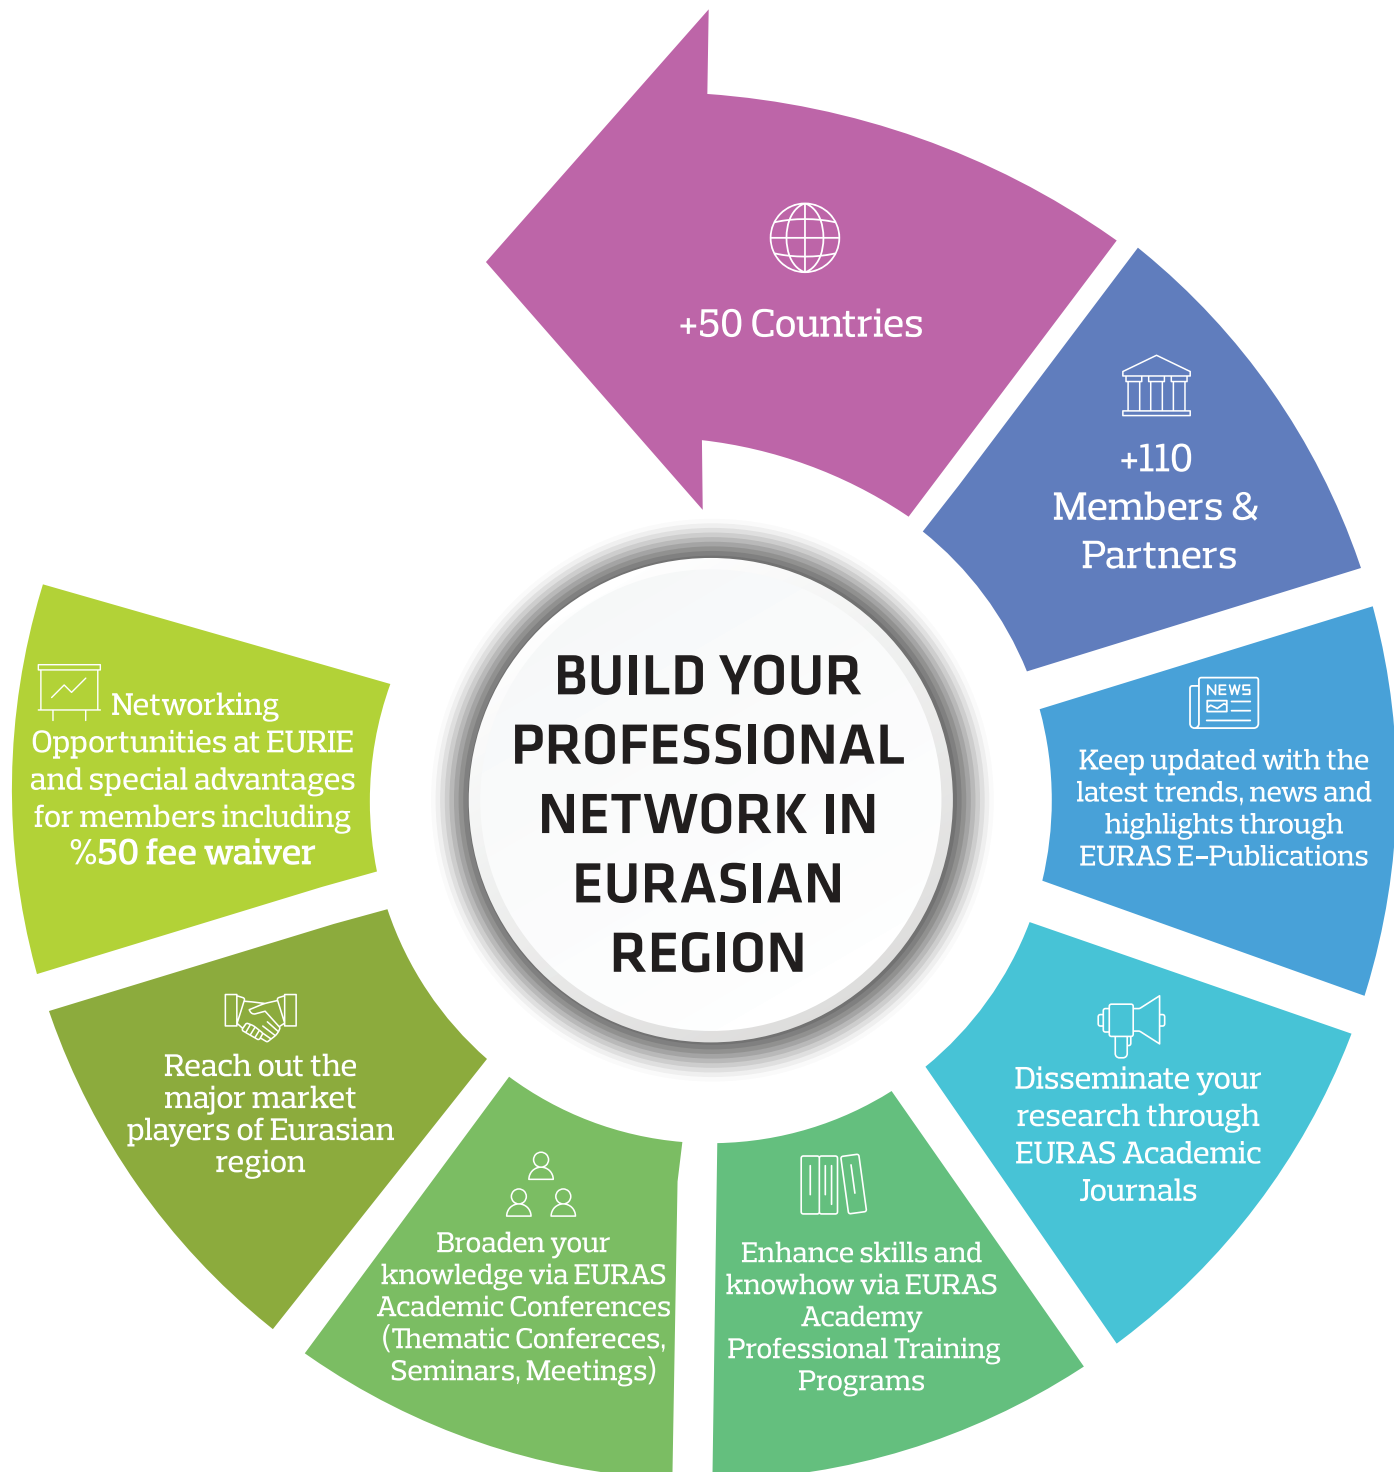 +50 Countries
+110
Members &
Partners
NEWS
Keep updated with the
latest trends, news and
highlights through
EURAS E-Publications
Disseminate your
research through
EURAS Academic
Journals
Enhance skills and
knowhow via EURAS
Academy
Professional Training
Programs
Broaden your
knowledge via EURAS
Academic Conferences
(Thematic Confereces,
Seminars, Meetings)
Reach out the
major market
players of Eurasian
region
Networking
Opportunities at EURIE
and special advantages
for members including
%50 fee waiver
BUILD YOUR
PROFESSIONAL
NETWORK IN
EURASIAN
REGION